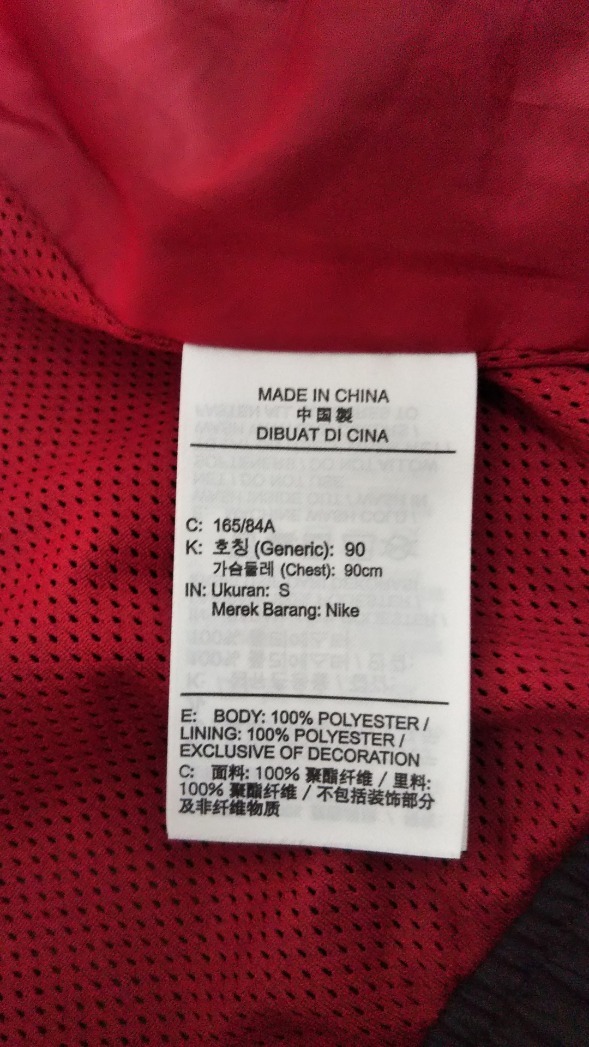 MADE IN CHINA
中国製
DIBUAT DI CINA
C: 165/84A
K: 호칭 (Generic): 90
가슴둘레 (Chest): 90cm
IN: Ukuran: S
Merek Barang: Nike
E: BODY: 100% POLYESTER /
LINING: 100% POLYESTER /
EXCLUSIVE OF DECORATION
C: 面料: 100% 聚酯纤维 / 里料:
100% 聚酯纤维 / 不包括装饰部分
及非纤维物质